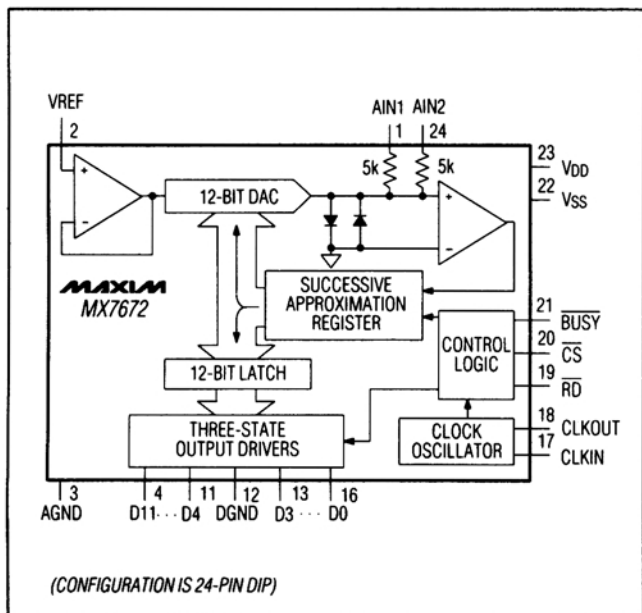 VREF
2
AIN1 AIN2
1 24
5k 5k
23
VDD
22
VSS
12-BIT DAC
+
−
+
−
MAXIM
MX7672
SUCCESSIVE
APPROXIMATION
REGISTER
21
BUSY
20
CS
19
RD
CONTROL
LOGIC
12-BIT LATCH
18
CLKOUT
17
CLKIN
CLOCK
OSCILLATOR
THREE-STATE
OUTPUT DRIVERS
3 4 11 12 13 16
AGND D11···D4 DGND D3 ···· D0
(CONFIGURATION IS 24-PIN DIP)